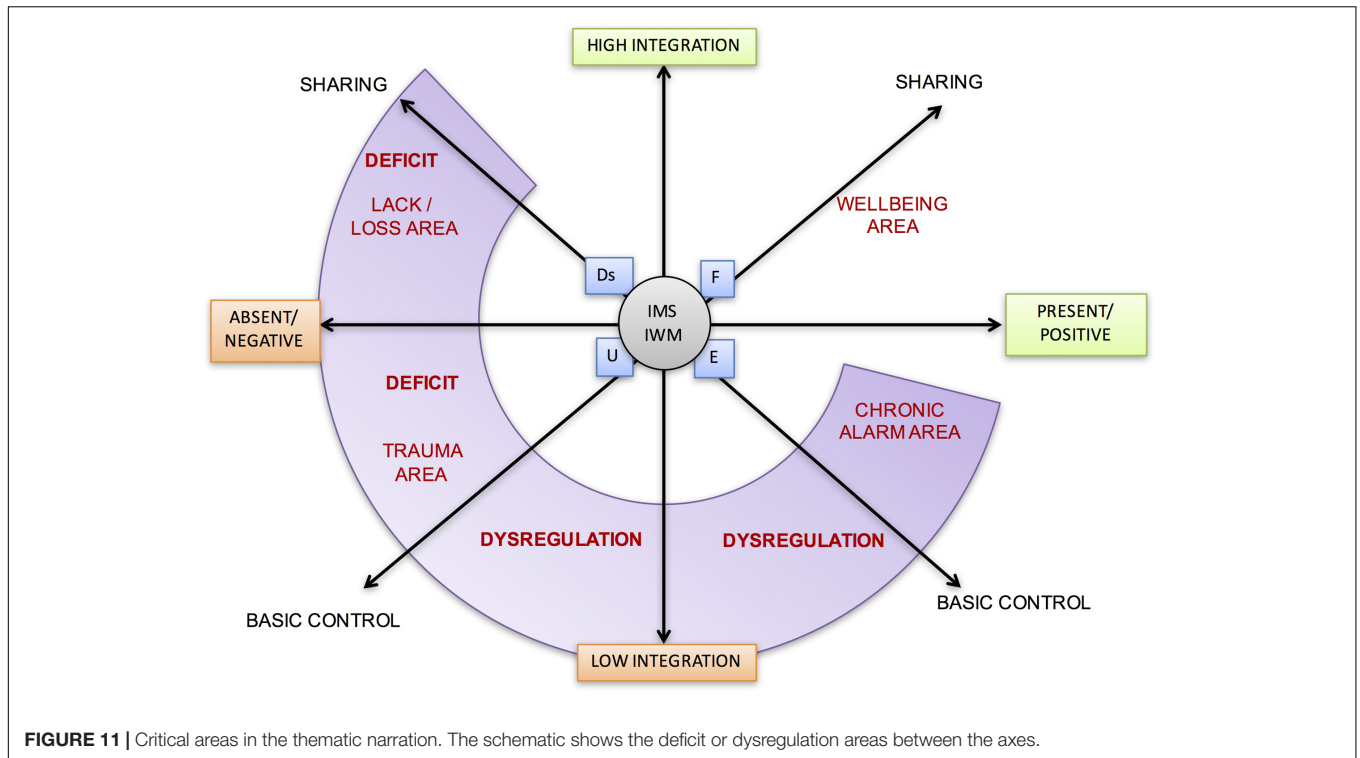 HIGH INTEGRATION
SHARING
SHARING
DEFICIT
LACK /
LOSS AREA
WELLBEING
AREA
Ds
F
ABSENT/
NEGATIVE
IMS
IWM
PRESENT/
POSITIVE
U
E
DEFICIT
CHRONIC
ALARM AREA
TRAUMA
AREA
DYSREGULATION
DYSREGULATION
BASIC CONTROL
BASIC CONTROL
LOW INTEGRATION
FIGURE 11 | Critical areas in the thematic narration. The schematic shows the deficit or dysregulation areas between the axes.